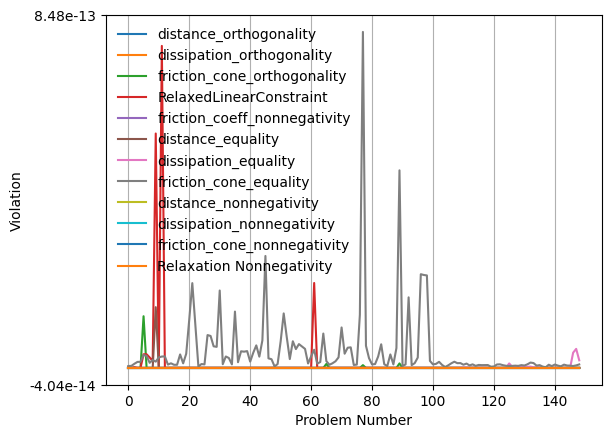 8.48e-13
distance_orthogonality
dissipation_orthogonality
friction_cone_orthogonality
RelaxedLinearConstraint
friction_coeff_nonnegativity
distance_equality
dissipation_equality
friction_cone_equality
distance_nonnegativity
dissipation_nonnegativity
friction_cone_nonnegativity
Relaxation Nonnegativity
Violation
-4.04e-14
0 20 40 60 80 100 120 140
Problem Number